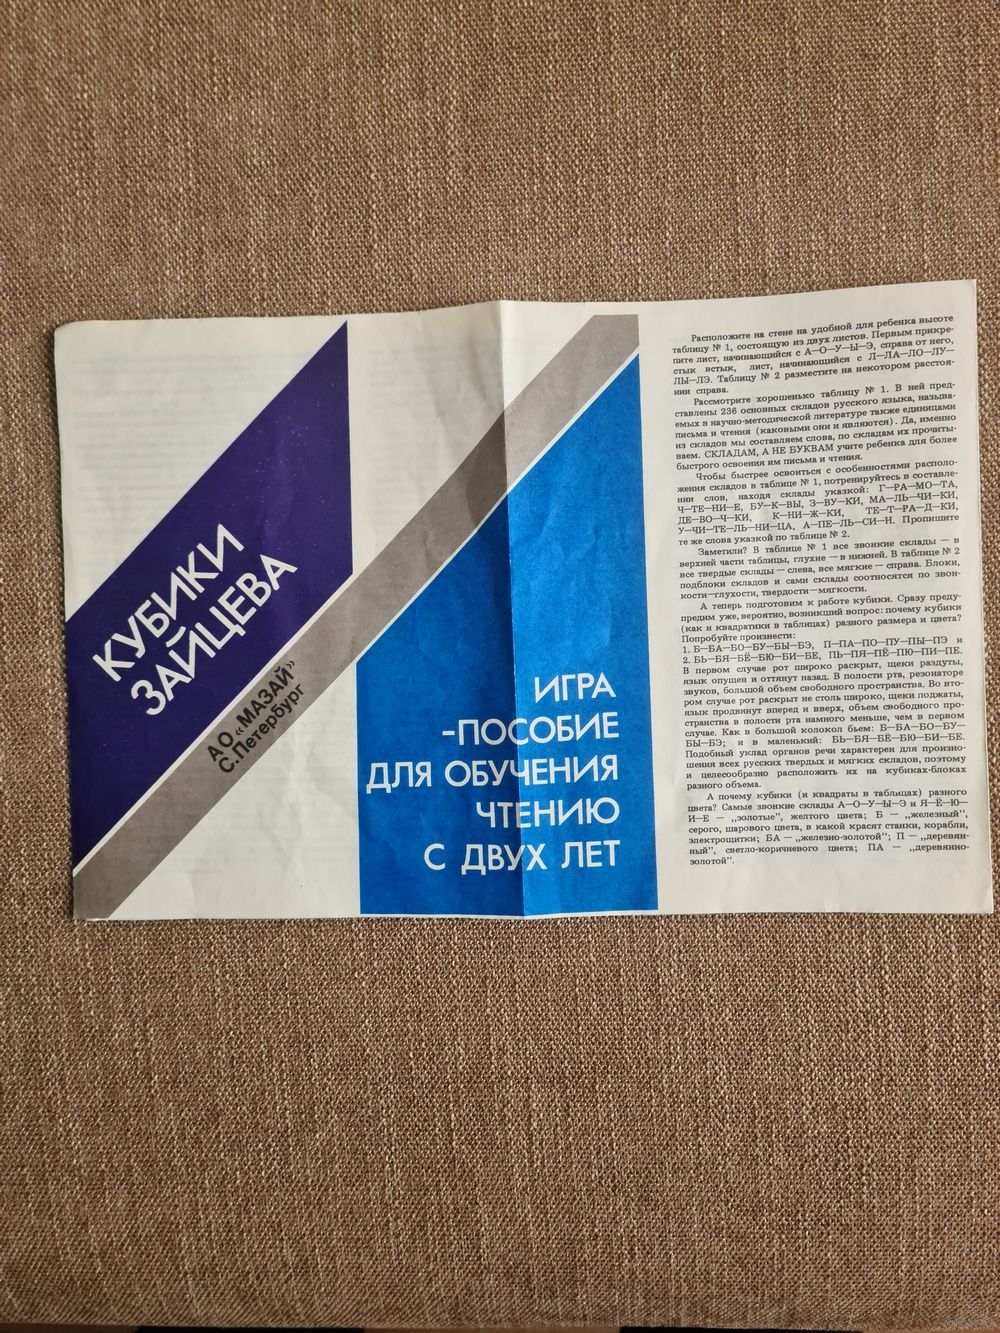 КУБИКИ
ЗАЙЦЕВА
АО «МАЗАЙ»
С.Петербург
ИГРА
-ПОСОБИЕ
ДЛЯ ОБУЧЕНИЯ
ЧТЕНИЮ
С ДВУХ ЛЕТ
Расположите на стене на удобной для ребенка высоте
таблицу № 1, состоящую из двух листов. Первым прикре-
пите лист, начинающийся с А—О—У—Ы—Э, справа от него,
встык встык, лист, начинающийся с Л—ЛА—ЛО—ЛУ—
ЛЫ—ЛЭ. Таблицу № 2 разместите на некотором расстоя-
нии справа.
Рассмотрите хорошенько таблицу № 1. В ней пред-
ставлены 236 основных складов русского языка, называ-
емых в научно-методической литературе также единицами
письма и чтения (каковыми они и являются). Да, именно
из складов мы составляем слова, по складам их прочиты-
ваем. СКЛАДАМ, А НЕ БУКВАМ учите ребенка для более
быстрого освоения им письма и чтения.
Чтобы быстрее освоиться с особенностями располо-
жения складов в таблице № 1, потренируйтесь в составле-
нии слов, находя склады указкой: Г—РА—МО—ТА,
Ч—ТЕ—НИ—Е, БУ—К—ВЫ, З—ВУ—КИ, МА—ЛЬ—ЧИ—КИ,
ДЕ—ВО—Ч—КИ, К—НИ—Ж—КИ, ТЕ—Т—РА—Д—КИ,
У—ЧИ—ТЕ—ЛЬ—НИ—ЦА, А—ПЕ—ЛЬ—СИ—Н. Пропишите
те же слова указкой по таблице № 2.
Заметили? В таблице № 1 все звонкие склады — в
верхней части таблицы, глухие — в нижней. В таблице № 2
все твердые склады — слева, все мягкие — справа. Блоки,
подблоки складов и сами склады соотносятся по звон-
кости—глухости, твердости—мягкости.
А теперь подготовим к работе кубики. Сразу преду-
предим уже, вероятно, возникший вопрос: почему кубики
(как и квадратики в таблицах) разного размера и цвета?
Попробуйте произнести:
1. Б—БА—БО—БУ—БЫ—БЭ, П—ПА—ПО—ПУ—ПЫ—ПЭ и
2. БЬ—БЯ—БЁ—БЮ—БИ—БЕ, ПЬ—ПЯ—ПЁ—ПЮ—ПИ—ПЕ.
В первом случае рот широко раскрыт, щеки раздуты,
язык опущен и оттянут назад. В полости рта, резонаторе
звуков, большой объем свободного пространства. Во вто-
ром случае рот раскрыт не столь широко, щеки поджаты,
язык продвинут вперед и вверх, объем свободного про-
странства в полости рта намного меньше, чем в первом
случае. Как в большой колокол бьем: Б—БА—БО—БУ—
БЫ—БЭ; и в маленький: БЬ—БЯ—БЁ—БЮ—БИ—БЕ.
Подобный уклад органов речи характерен для произно-
шения всех русских твердых и мягких складов, поэтому
и целесообразно расположить их на кубиках-блоках
разного объема.
А почему кубики (и квадраты в таблицах) разного
цвета? Самые звонкие склады А—О—У—Ы—Э и Я—Ё—Ю—
И—Е — „золотые", желтого цвета; Б — „железный",
серого, шарового цвета, в какой красят станки, корабли,
электрощитки; БА — „железно-золотой"; П — „деревян-
ный", светло-коричневого цвета; ПА — „деревянно-
золотой".